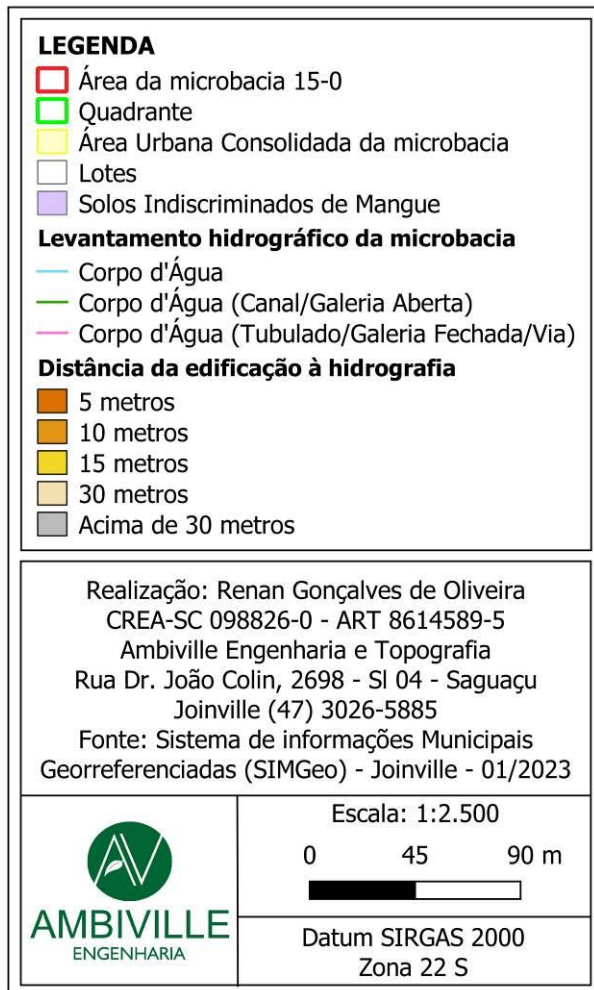 LEGENDA
Área da microbacia 15-0
Quadrante
Área Urbana Consolidada da microbacia
Lotes
Solos Indiscriminados de Mangue
Levantamento hidrográfico da microbacia
Corpo d'Água
Corpo d'Água (Canal/Galeria Aberta)
Corpo d'Água (Tubulado/Galeria Fechada/Via)
Distância da edificação à hidrografia
5 metros
10 metros
15 metros
30 metros
Acima de 30 metros
Realização: Renan Gonçalves de Oliveira
CREA-SC 098826-0 - ART 8614589-5
Ambiville Engenharia e Topografia
Rua Dr. João Colin, 2698 - Sl 04 - Saguaçu
Joinville (47) 3026-5885
Fonte: Sistema de informações Municipais
Georreferenciadas (SIMGeo) - Joinville - 01/2023
AV
AMBIVILLE
ENGENHARIA
Escala: 1:2.500
0 45 90 m
Datum SIRGAS 2000
Zona 22 S